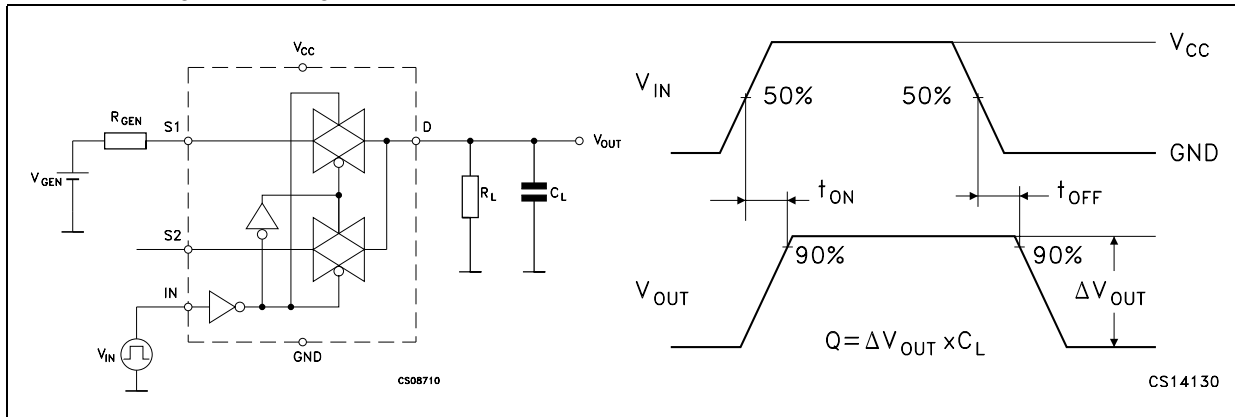 V_CC
R_GEN
S1
D
V_OUT
V_GEN
R_L
C_L
S2
IN
V_IN
GND
CS08710
V_CC
V_IN
50%
50%
GND
t_ON
t_OFF
90%
90%
V_OUT
ΔV_OUT
Q=ΔV_OUT xC_L
CS14130